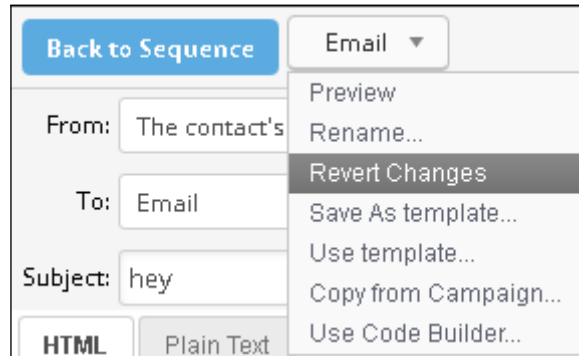 Back to Sequence Email
Preview
From: The contact's
Rename...
Revert Changes
To: Email
Save As template...
Use template...
Subject: hey
Copy from Campaign...
HTML Plain Text
Use Code Builder...